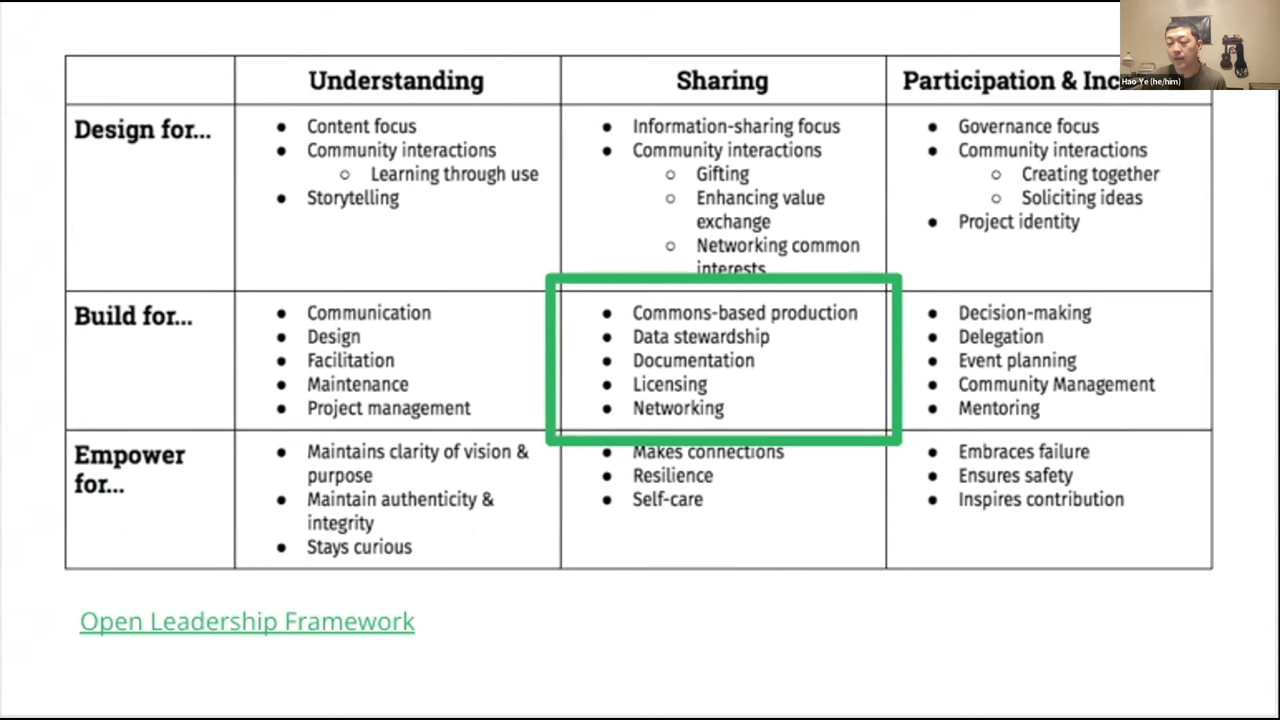 Understanding
Sharing
Participation & Inc
Hao Ye (he/him)
Design for...
Content focus
Community interactions
Learning through use
Storytelling
Information-sharing focus
Community interactions
Gifting
Enhancing value
exchange
Networking common
interests
Governance focus
Community interactions
Creating together
Soliciting ideas
Project identity
Build for...
Communication
Design
Facilitation
Maintenance
Project management
Commons-based production
Data stewardship
Documentation
Licensing
Networking
Decision-making
Delegation
Event planning
Community Management
Mentoring
Empower
for...
Maintains clarity of vision &
purpose
Maintain authenticity &
integrity
Stays curious
Makes connections
Resilience
Self-care
Embraces failure
Ensures safety
Inspires contribution
Open Leadership Framework